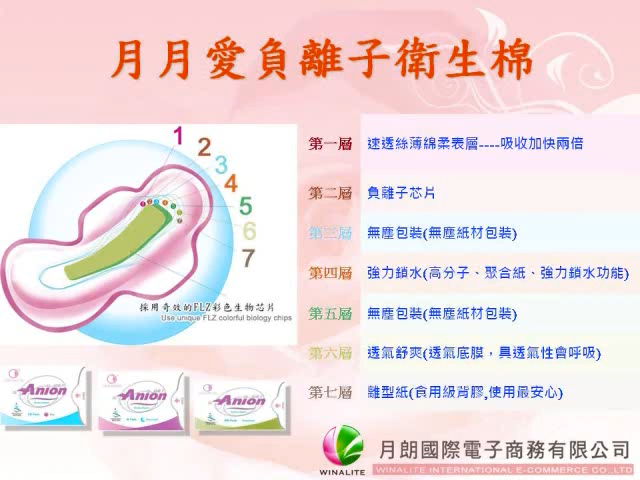 月月愛負離子衛生棉
1
2
3
4
5
6
7
採用奇效的FLZ彩色生物芯片
Use unique FLZ colorful biology chips
第一層 速透絲薄綿柔表層----吸收加快兩倍
第二層 負離子芯片
第三層 無塵包裝(無塵紙材包裝)
第四層 強力鎖水(高分子、聚合紙、強力鎖水功能)
第五層 無塵包裝(無塵紙材包裝)
第六層 透氣舒爽(透氣底膜，具透氣性會呼吸)
第七層 離型紙(食用級背膠,使用最安心)
Anion
Anion
Anion
WINALITE
月朗國際電子商務有限公司
WINALITE INTERNATIONAL E-COMMERCE CO.,LTD